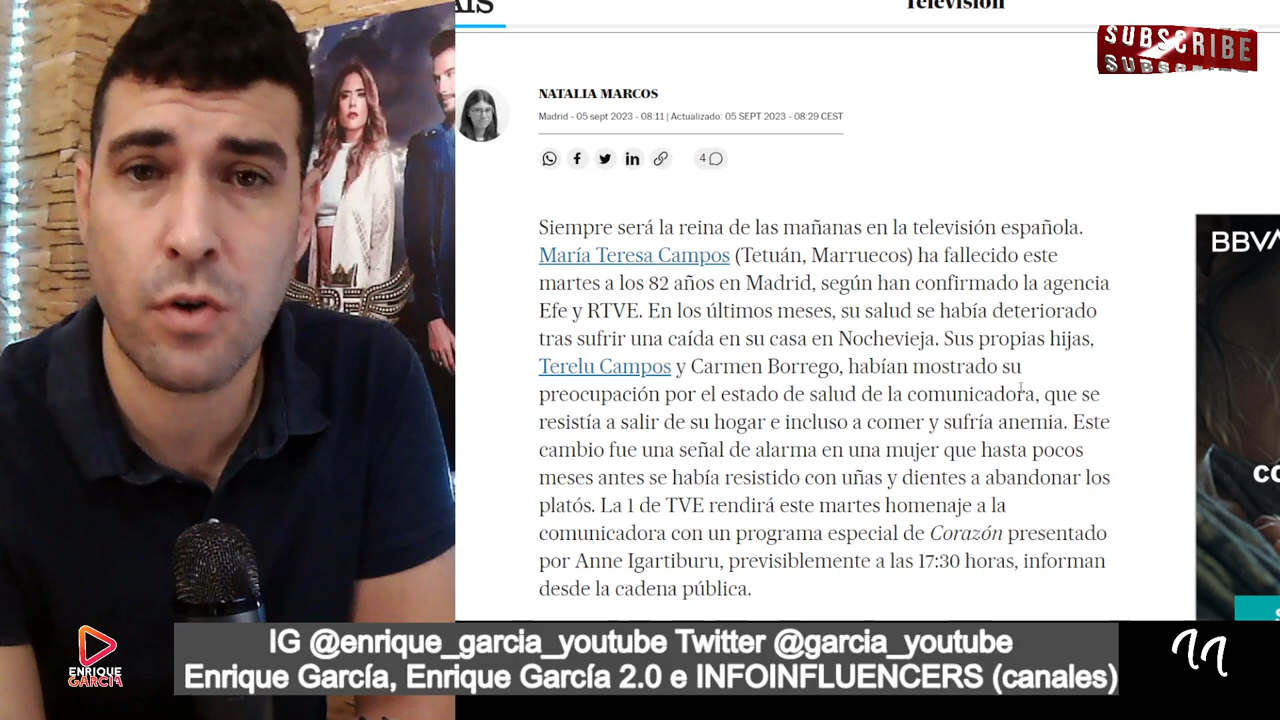 AÍS
Televisión
SUBSCRIBE
NATALIA MARCOS
Madrid - 05 sept 2023 - 08:11 | Actualizado: 05 SEPT 2023 - 08:29 CEST
4
Siempre será la reina de las mañanas en la televisión española.
María Teresa Campos (Tetuán, Marruecos) ha fallecido este
martes a los 82 años en Madrid, según han confirmado la agencia
Efe y RTVE. En los últimos meses, su salud se había deteriorado
tras sufrir una caída en su casa en Nochevieja. Sus propias hijas,
Terelu Campos y Carmen Borrego, habían mostrado su
preocupación por el estado de salud de la comunicadora, que se
resistía a salir de su hogar e incluso a comer y sufría anemia. Este
cambio fue una señal de alarma en una mujer que hasta pocos
meses antes se había resistido con uñas y dientes a abandonar los
platós. La 1 de TVE rendirá este martes homenaje a la
comunicadora con un programa especial de Corazón presentado
por Anne Igartiburu, previsiblemente a las 17:30 horas, informan
desde la cadena pública.
BBVA
CO
IG @enrique_garcia_youtube Twitter @garcia_youtube
Enrique García, Enrique García 2.0 e INFOINFLUENCERS (canales)
ENRIQUE
GARCÍA